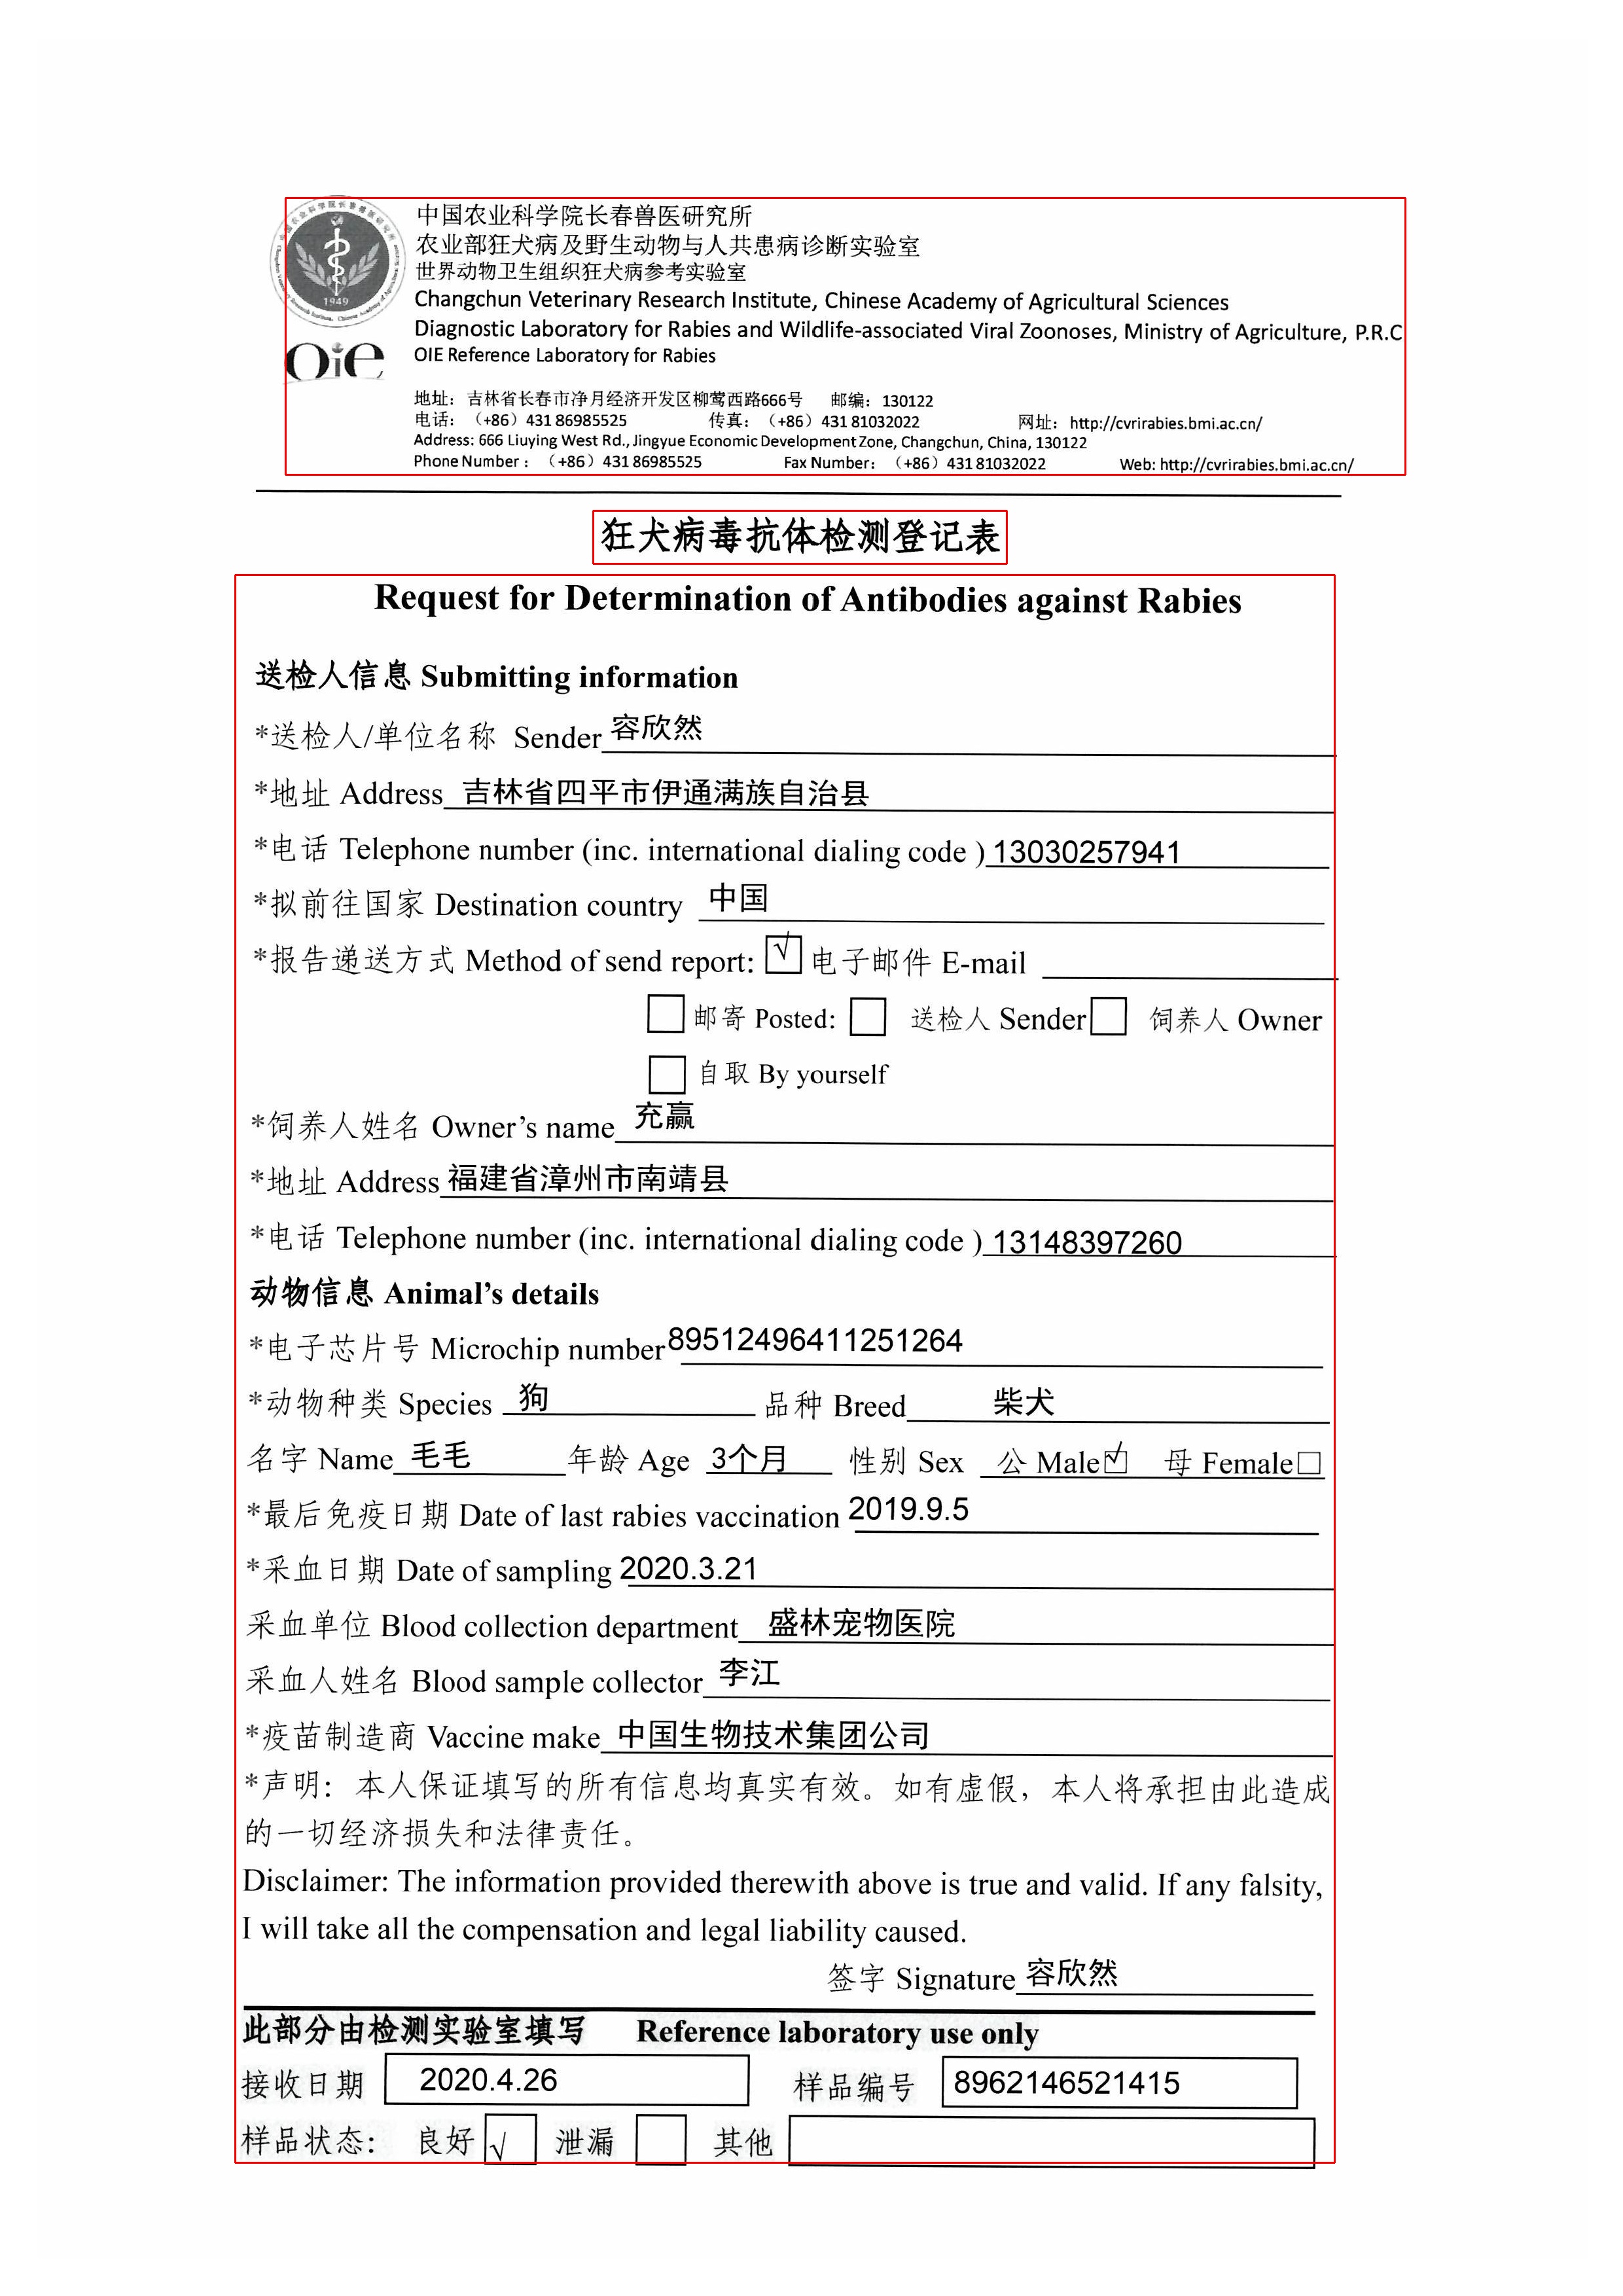 中国农业科学院长春兽医研究所
农业部狂犬病及野生动物与人共患病诊断实验室
世界动物卫生组织狂犬病参考实验室
Changchun Veterinary Research Institute, Chinese Academy of Agricultural Sciences
Diagnostic Laboratory for Rabies and Wildlife-associated Viral Zoonoses, Ministry of Agriculture, P.R.C
OIE Reference Laboratory for Rabies
1949
oie
地址：吉林省长春市净月经济开发区柳莺西路666号 邮编：130122
电话：（+86）431 86985525 传真：（+86）431 81032022 网址：http://cvrirabies.bmi.ac.cn/
Address: 666 Liuying West Rd., Jingyue Economic Development Zone, Changchun, China, 130122
Phone Number：（+86）431 86985525 Fax Number：（+86）431 81032022 Web: http://cvrirabies.bmi.ac.cn/
狂犬病毒抗体检测登记表
Request for Determination of Antibodies against Rabies
送检人信息 Submitting information
*送检人/单位名称 Sender 容欣然
*地址 Address 吉林省四平市伊通满族自治县
*电话 Telephone number (inc. international dialing code ) 13030257941
*拟前往国家 Destination country 中国
*报告递送方式 Method of send report: √ 电子邮件 E-mail
邮寄 Posted: 送检人 Sender 饲养人 Owner
自取 By yourself
*饲养人姓名 Owner's name 充赢
*地址 Address 福建省漳州市南靖县
*电话 Telephone number (inc. international dialing code ) 13148397260
动物信息 Animal's details
*电子芯片号 Microchip number 89512496411251264
*动物种类 Species 狗 品种 Breed 柴犬
名字 Name 毛毛 年龄 Age 3个月 性别 Sex 公 Male☑ 母 Female□
*最后免疫日期 Date of last rabies vaccination 2019.9.5
*采血日期 Date of sampling 2020.3.21
采血单位 Blood collection department 盛林宠物医院
采血人姓名 Blood sample collector 李江
*疫苗制造商 Vaccine make 中国生物技术集团公司
*声明：本人保证填写的所有信息均真实有效。如有虚假，本人将承担由此造成
的一切经济损失和法律责任。
Disclaimer: The information provided therewith above is true and valid. If any falsity,
I will take all the compensation and legal liability caused.
签字 Signature 容欣然
此部分由检测实验室填写 Reference laboratory use only
接收日期 2020.4.26 样品编号 8962146521415
样品状态： 良好 √ 泄漏 其他